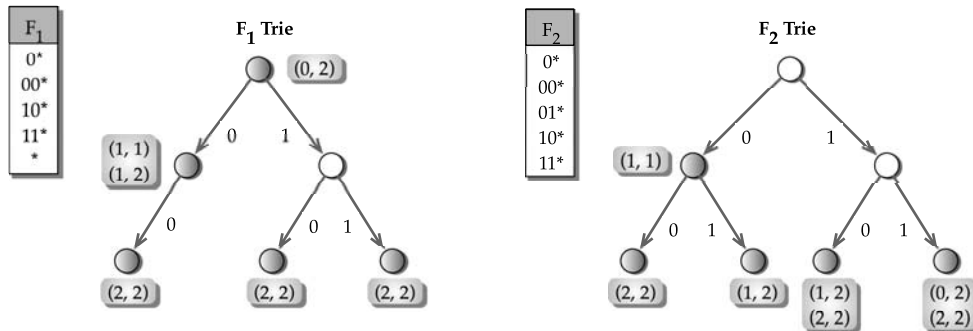 F1
0*
00*
10*
11*
*
F1 Trie
(0, 2)
0 1
(1, 1)
(1, 2)
0 0 1
(2, 2) (2, 2) (2, 2)
F2
0*
00*
01*
10*
11*
F2 Trie
0 1
(1, 1)
0 1 0 1
(2, 2) (1, 2) (1, 2) (0, 2)
(2, 2) (2, 2)